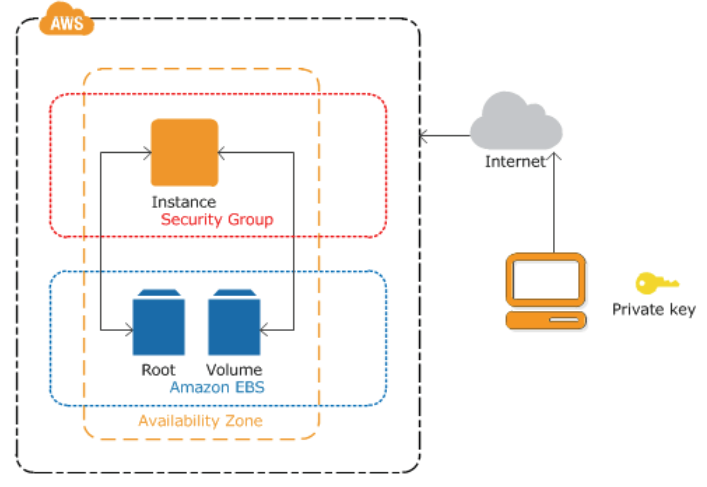 AWS
Instance
Security Group
Internet
Private key
Root
Volume
Amazon EBS
Availability Zone